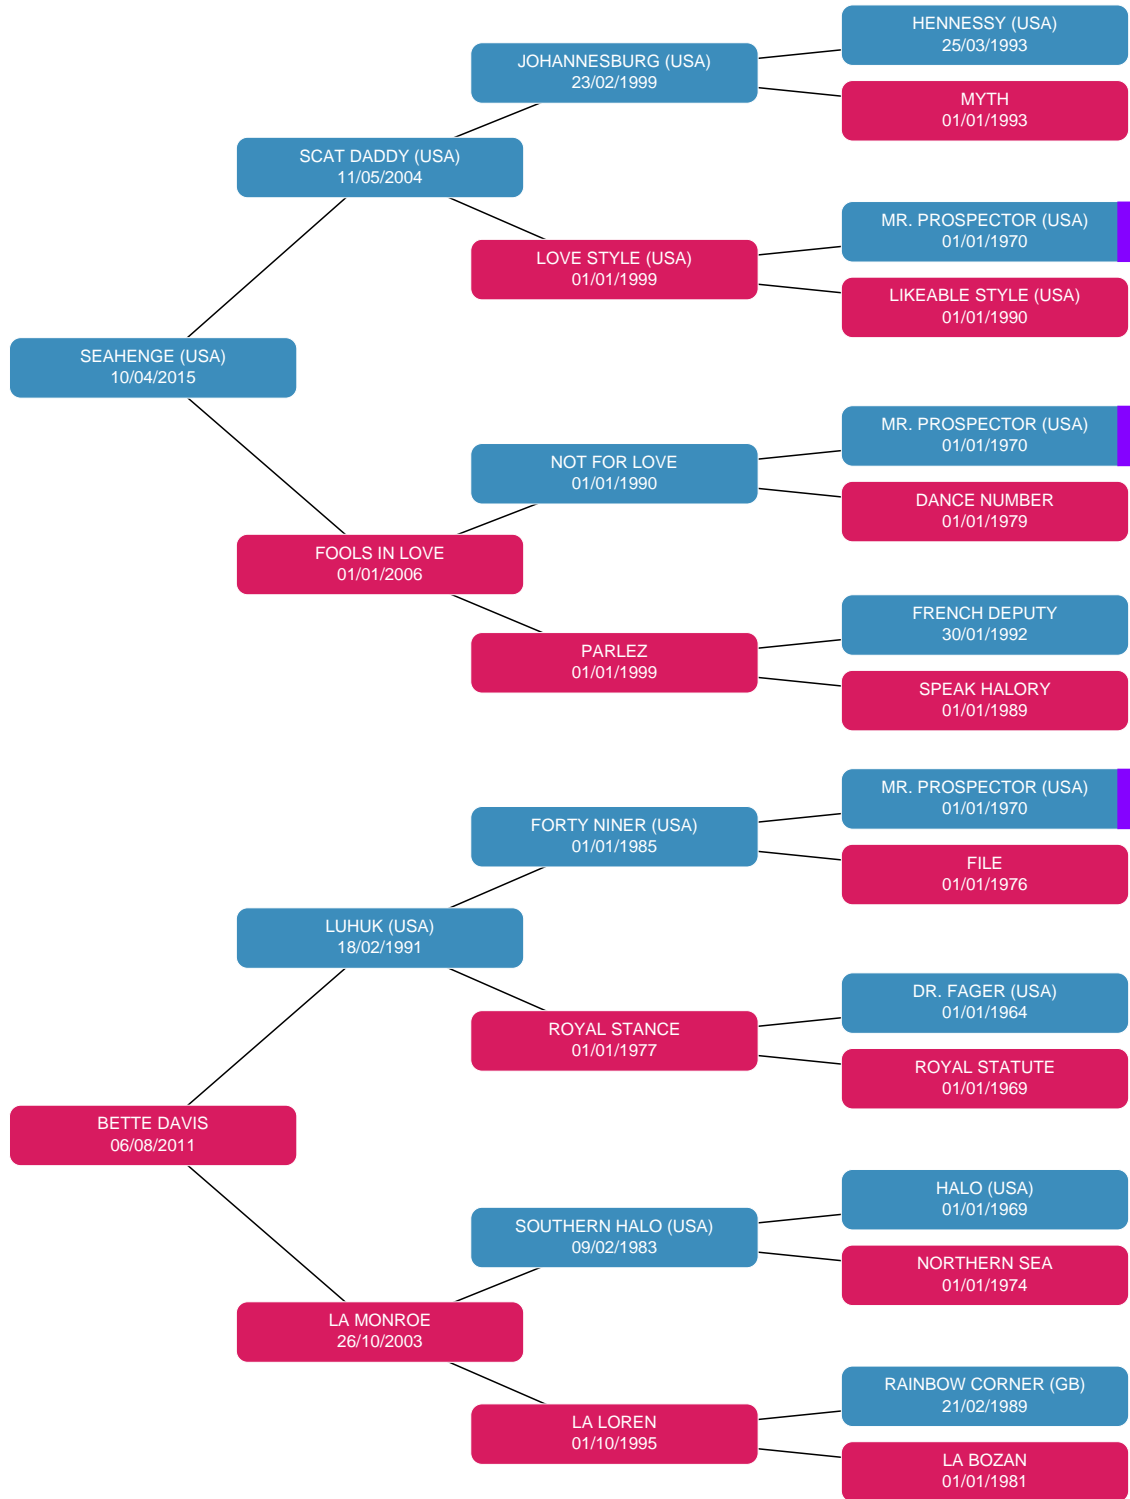 HENNESSY (USA)
25/03/1993
JOHANNESBURG (USA)
23/02/1999
MYTH
01/01/1993
SCAT DADDY (USA)
11/05/2004
MR. PROSPECTOR (USA)
01/01/1970
LOVE STYLE (USA)
01/01/1999
LIKEABLE STYLE (USA)
01/01/1990
SEAHENGE (USA)
10/04/2015
MR. PROSPECTOR (USA)
01/01/1970
NOT FOR LOVE
01/01/1990
DANCE NUMBER
01/01/1979
FOOLS IN LOVE
01/01/2006
FRENCH DEPUTY
30/01/1992
PARLEZ
01/01/1999
SPEAK HALORY
01/01/1989
MR. PROSPECTOR (USA)
01/01/1970
FORTY NINER (USA)
01/01/1985
FILE
01/01/1976
LUHUK (USA)
18/02/1991
DR. FAGER (USA)
01/01/1964
ROYAL STANCE
01/01/1977
ROYAL STATUTE
01/01/1969
BETTE DAVIS
06/08/2011
HALO (USA)
01/01/1969
SOUTHERN HALO (USA)
09/02/1983
NORTHERN SEA
01/01/1974
LA MONROE
26/10/2003
RAINBOW CORNER (GB)
21/02/1989
LA LOREN
01/10/1995
LA BOZAN
01/01/1981